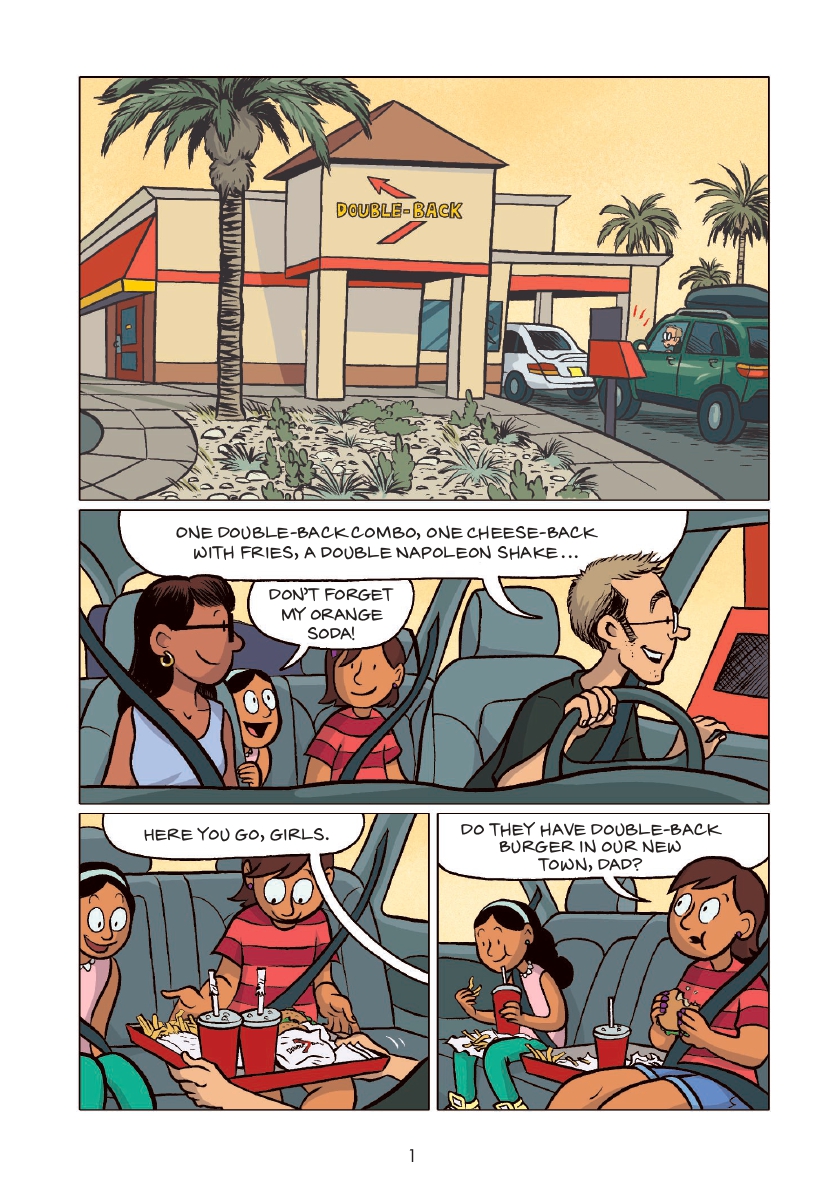 DOUBLE-BACK
ONE DOUBLE-BACK COMBO, ONE CHEESE-BACK
WITH FRIES, A DOUBLE NAPOLEON SHAKE...
DON'T FORGET
MY ORANGE
SODA!
HERE YOU GO, GIRLS.
DO THEY HAVE DOUBLE-BACK
BURGER IN OUR NEW
TOWN, DAD?
1